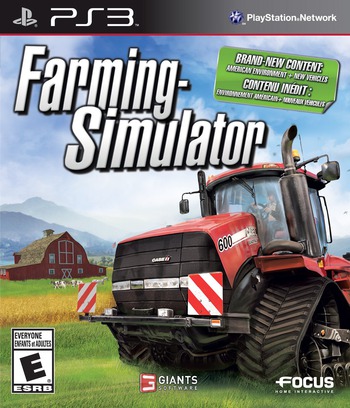 PS3
PlayStation®Network
Farming-
Simulator
BRAND-NEW CONTENT:
AMERICAN ENVIRONMENT + NEW VEHICLES
CONTENU INÉDIT :
ENVIRONNEMENT AMÉRICAIN + NOUVEAUX VÉHICULES
600
CASE IH
EVERYONE
ENFANTS et ADULTES
E
ESRB
GIANTS
SOFTWARE
FOCUS
HOME INTERACTIVE